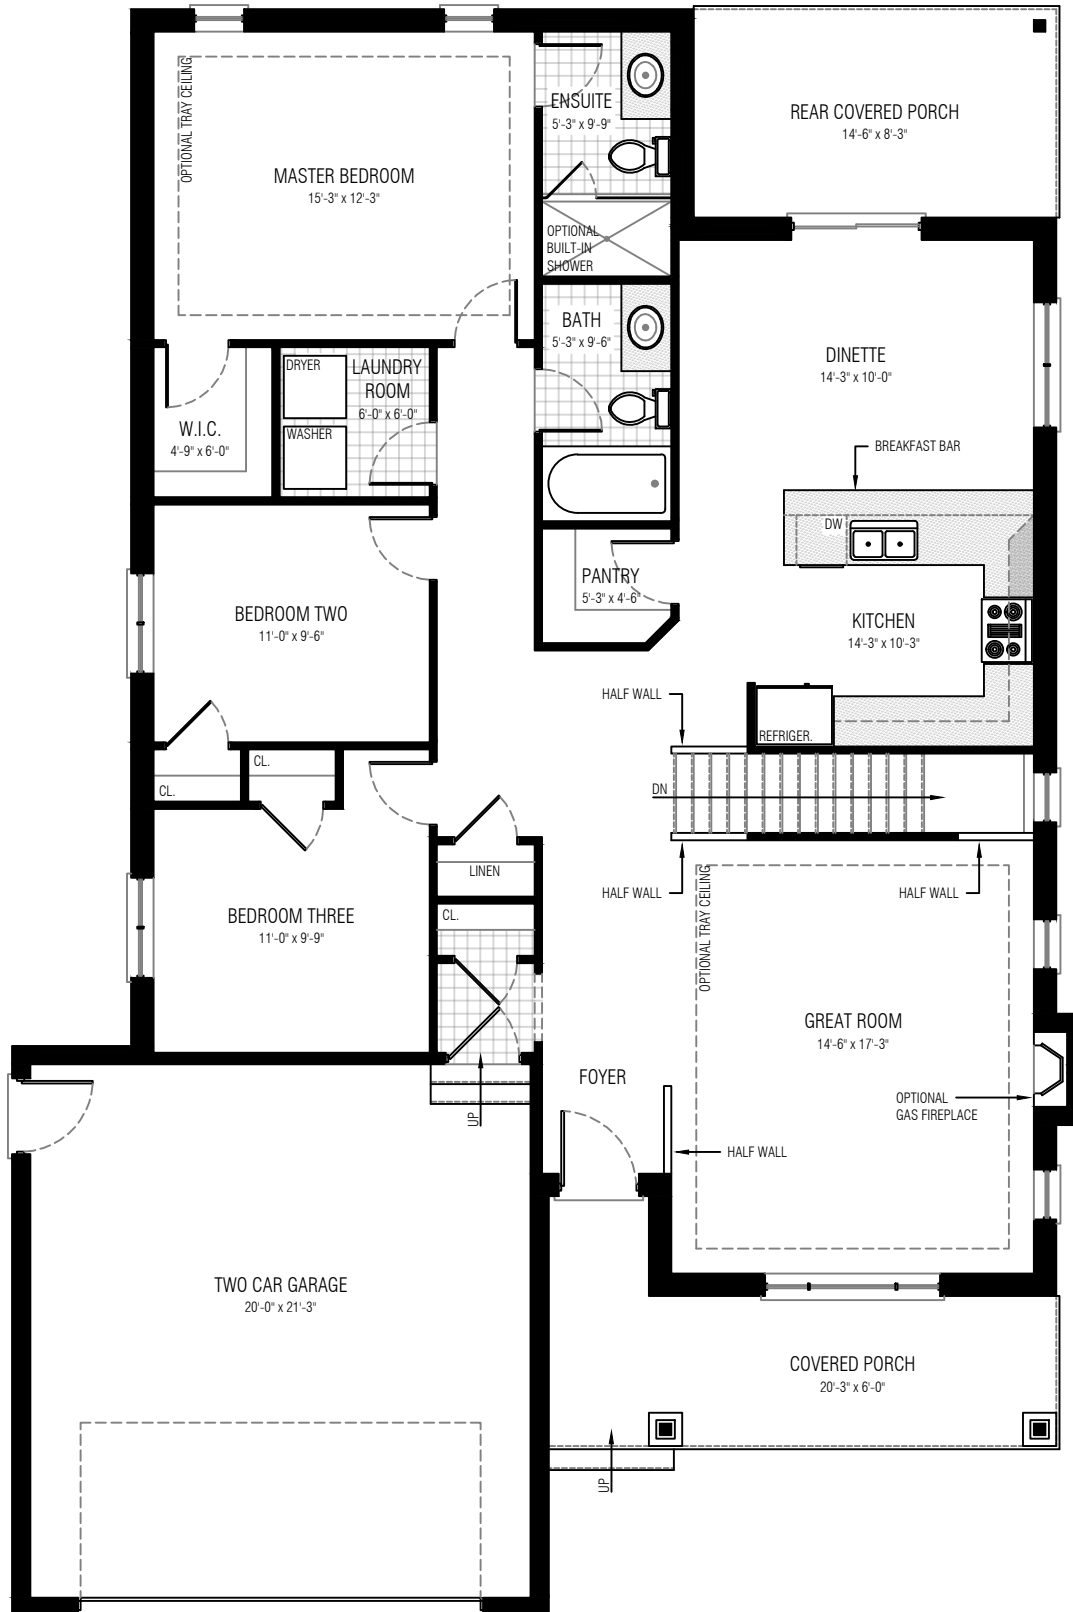 OPTIONAL TRAY CEILING
MASTER BEDROOM
15'-3" x 12'-3"
ENSUITE
5'-3" x 9'-9"
OPTIONAL
BUILT-IN
SHOWER
REAR COVERED PORCH
14'-6" x 8'-3"
BATH
5'-3" x 9'-6"
DINETTE
14'-3" x 10'-0"
DRYER
LAUNDRY
ROOM
6'-0" x 6'-0"
WASHER
W.I.C.
4'-9" x 6'-0"
BREAKFAST BAR
DW
PANTRY
5'-3" x 4'-6"
KITCHEN
14'-3" x 10'-3"
BEDROOM TWO
11'-0" x 9'-6"
HALF WALL
REFRIGER.
CL.
CL.
DN
LINEN
HALF WALL
HALF WALL
OPTIONAL TRAY CEILING
BEDROOM THREE
11'-0" x 9'-9"
CL.
GREAT ROOM
14'-6" x 17'-3"
FOYER
OPTIONAL
GAS FIREPLACE
UP
HALF WALL
TWO CAR GARAGE
20'-0" x 21'-3"
COVERED PORCH
20'-3" x 6'-0"
UP